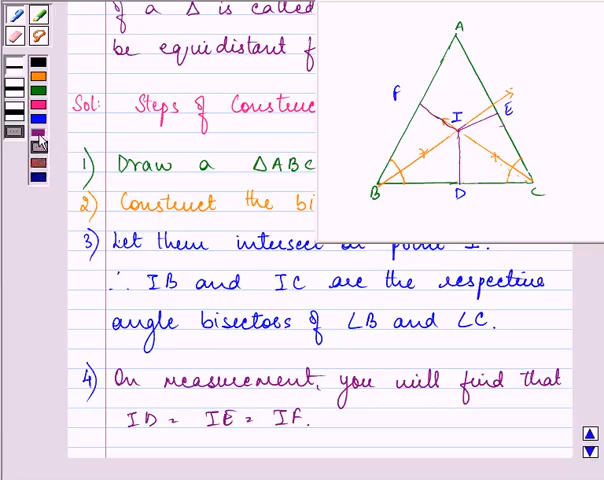 of a Δ is called
be equidistant f
Sol: Steps of Construc
1) Draw a ΔABC
2) Construct the bi
3) Let them intersect at point I.
∴ IB and IC are the respective
angle bisectors of ∠B and ∠C.
4) On measurement, you will find that
ID = IE = IF.
A
F
I
E
B
D
C